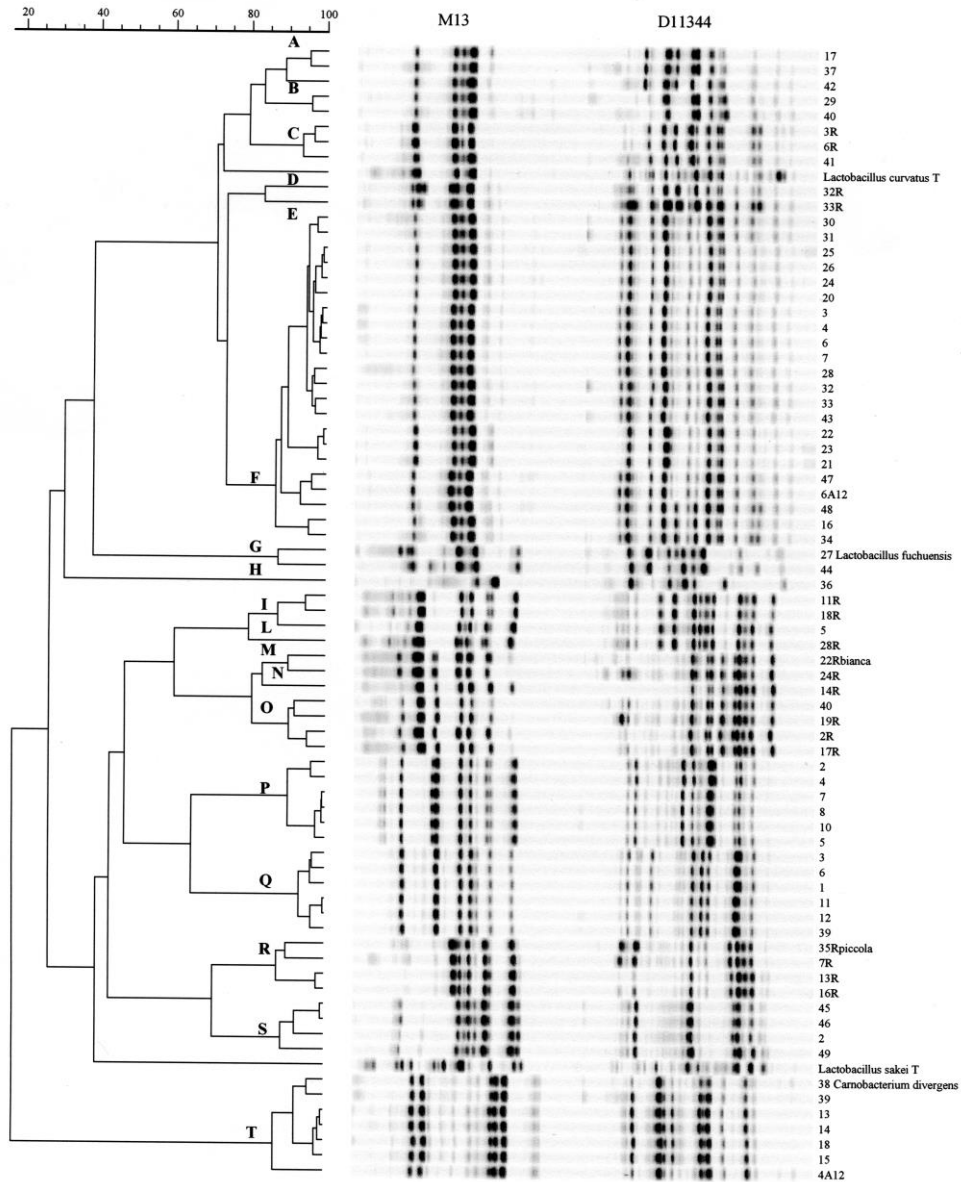 20 40 60 80 100
M13 D11344
A
17
37
B
42
29
40
C
3R
6R
41
Lactobacillus curvatus T
D
32R
33R
E
30
31
25
26
24
20
3
4
6
7
28
32
33
43
22
23
21
F
47
6A12
48
16
34
G
27 Lactobacillus fuchuensis
44
H
36
11R
I
18R
L
5
28R
M
22Rbianca
N
24R
14R
O
40
19R
2R
17R
2
4
P
7
8
10
5
3
6
Q
1
11
12
39
R
35Rpiccola
7R
13R
16R
45
46
S
2
49
Lactobacillus sakei T
38 Carnobacterium divergens
39
13
14
T
18
15
4A12